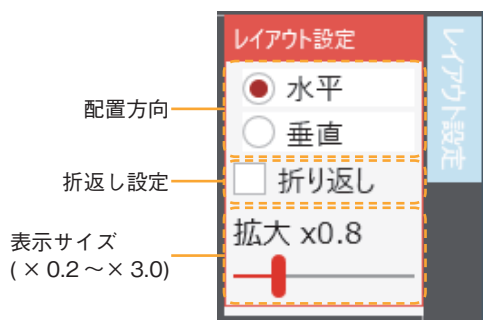 レイアウト設定
水平
垂直
折り返し
拡大 x0.8
レイアウト設定
配置方向
折返し設定
表示サイズ
(×0.2～×3.0)